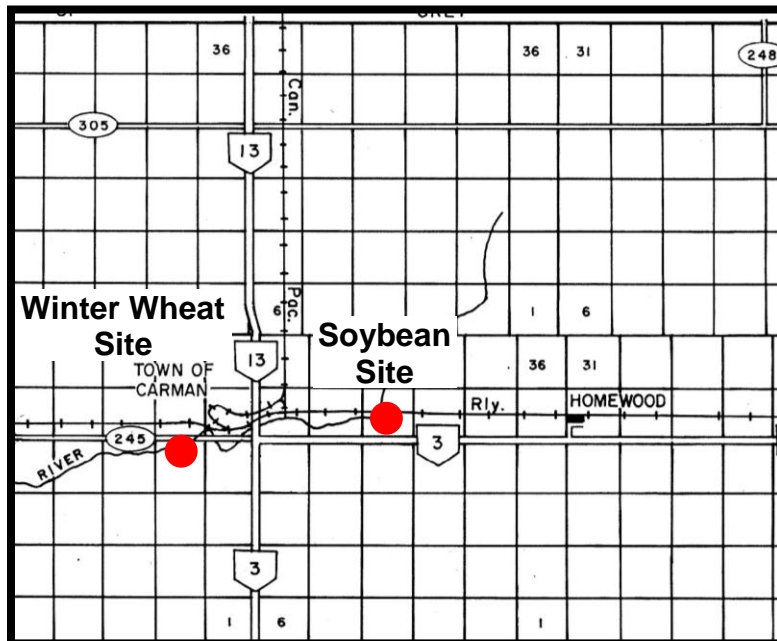 36
36
31
248
Can.
305
13
Pac.
6
1
6
Winter Wheat
Site
Soybean
Site
13
36
31
TOWN OF
CARMAN
Rly.
HOMEWOOD
245
3
RIVER
3
1
6
1